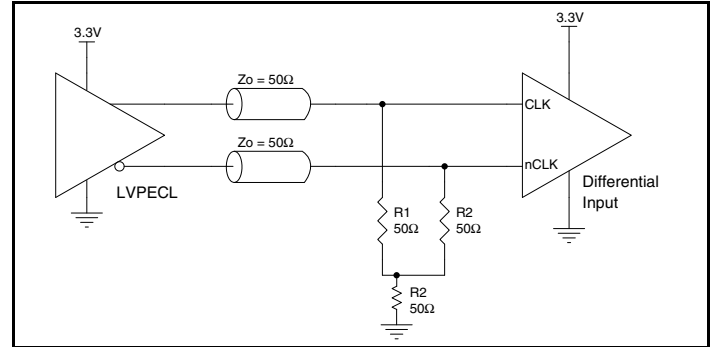 3.3V
3.3V
Zo = 50Ω
CLK
Zo = 50Ω
nCLK
LVPECL
Differential
Input
R1
50Ω
R2
50Ω
R2
50Ω